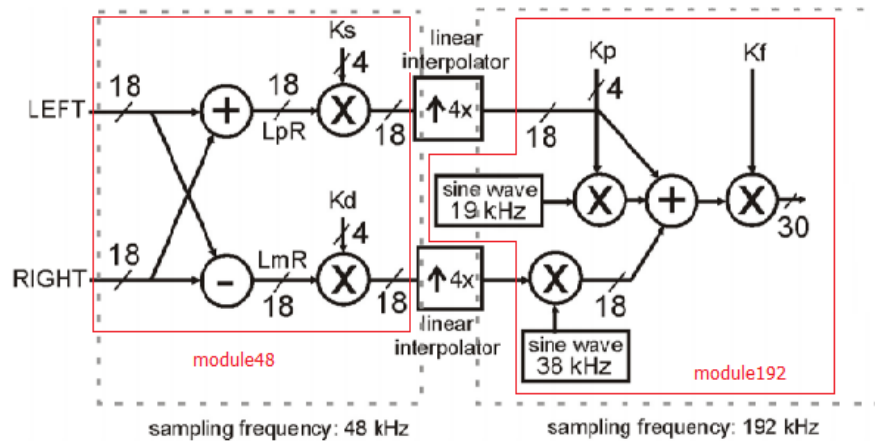 Ks
4
linear
interpolator
Kp
4
Kf
LEFT
18
+
18
LpR
X
18
↑ 4x
18
sine wave
19 kHz
X
+
X
30
Kd
4
RIGHT
18
-
LmR
18
X
18
↑ 4x
X
18
linear
interpolator
sine wave
38 kHz
module48
module192
sampling frequency: 48 kHz
sampling frequency: 192 kHz